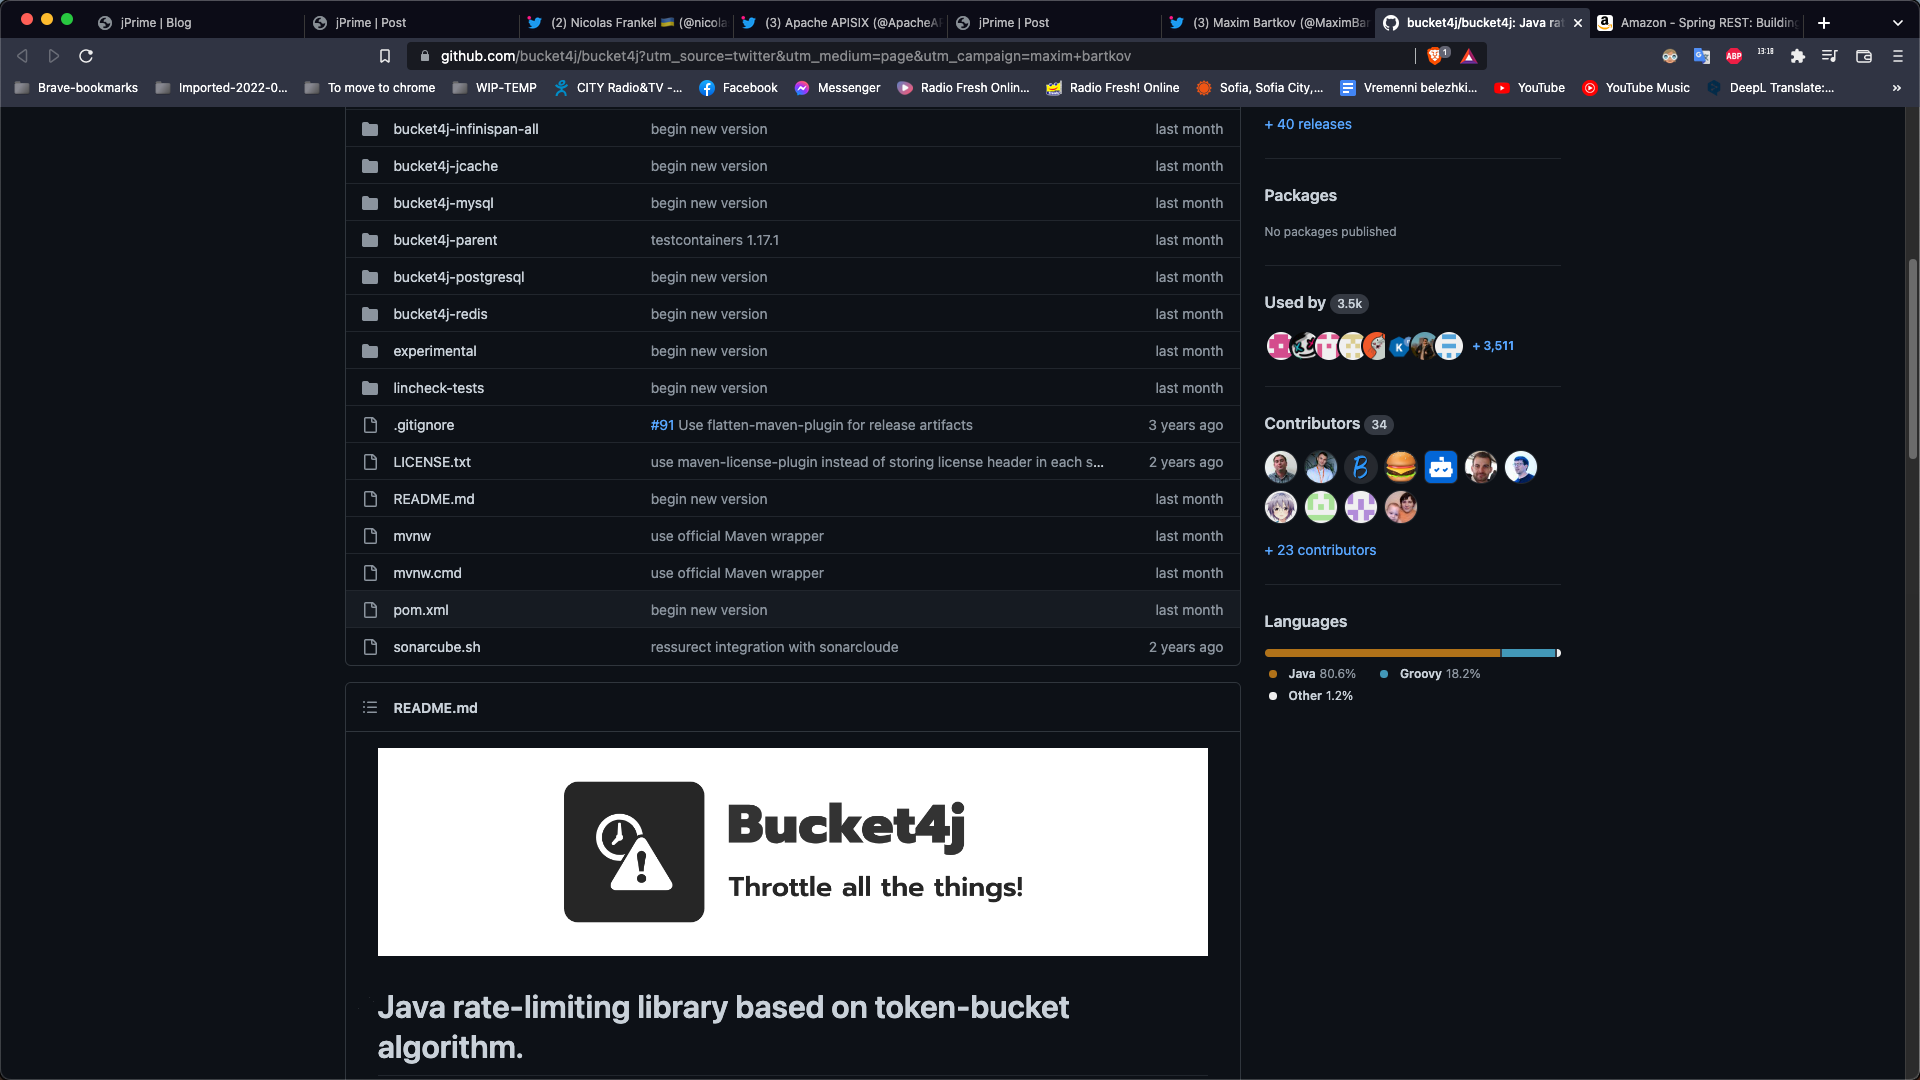 jPrime | Blog
jPrime | Post
(2) Nicolas Frankel 🇺🇦 (@nicola
(3) Apache APISIX (@ApacheA
jPrime | Post
(3) Maxim Bartkov (@MaximBar
bucket4j/bucket4j: Java rat
Amazon - Spring REST: Building
github.com/bucket4j/bucket4j?utm_source=twitter&utm_medium=page&utm_campaign=maxim+bartkov
1
ABP
13:18
Brave-bookmarks
Imported-2022-0...
To move to chrome
WIP-TEMP
CITY Radio&TV -...
Facebook
Messenger
Radio Fresh Onlin...
Radio Fresh! Online
Sofia, Sofia City,...
Vremenni belezhki...
YouTube
YouTube Music
DeepL Translate:...
»
bucket4j-infinispan-all begin new version last month
bucket4j-jcache begin new version last month
bucket4j-mysql begin new version last month
bucket4j-parent testcontainers 1.17.1 last month
bucket4j-postgresql begin new version last month
bucket4j-redis begin new version last month
experimental begin new version last month
lincheck-tests begin new version last month
.gitignore #91 Use flatten-maven-plugin for release artifacts 3 years ago
LICENSE.txt use maven-license-plugin instead of storing license header in each s... 2 years ago
README.md begin new version last month
mvnw use official Maven wrapper last month
mvnw.cmd use official Maven wrapper last month
pom.xml begin new version last month
sonarcube.sh ressurect integration with sonarcloude 2 years ago
README.md
Bucket4j
Throttle all the things!
Java rate-limiting library based on token-bucket
algorithm.
+ 40 releases
Packages
No packages published
Used by 3.5k
K
+ 3,511
Contributors 34
B
+ 23 contributors
Languages
Java 80.6% Groovy 18.2%
Other 1.2%